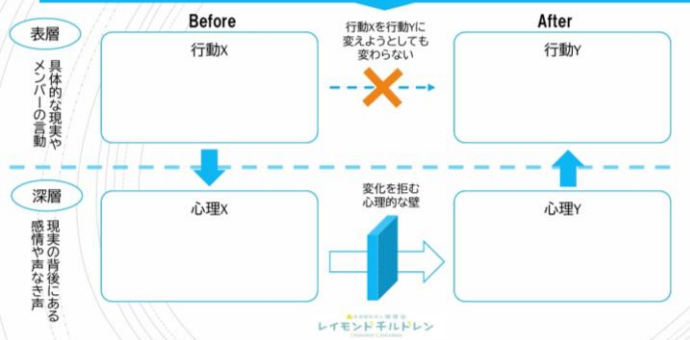 Before
After
表層
具体的な現実や
メンバーの言動
行動X
行動Xを行動Yに
変えようとしても
変わらない
行動Y
深層
現実の背後にある
感情や声なき声
心理X
変化を拒む
心理的な壁
心理Y
レイモンドチルドレン